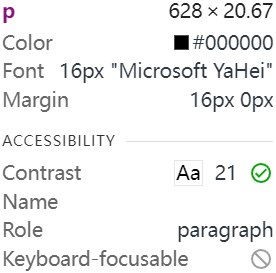 p 628 × 20.67
Color #000000
Font 16px "Microsoft YaHei"
Margin 16px 0px
ACCESSIBILITY
Contrast Aa 21
Name
Role paragraph
Keyboard-focusable